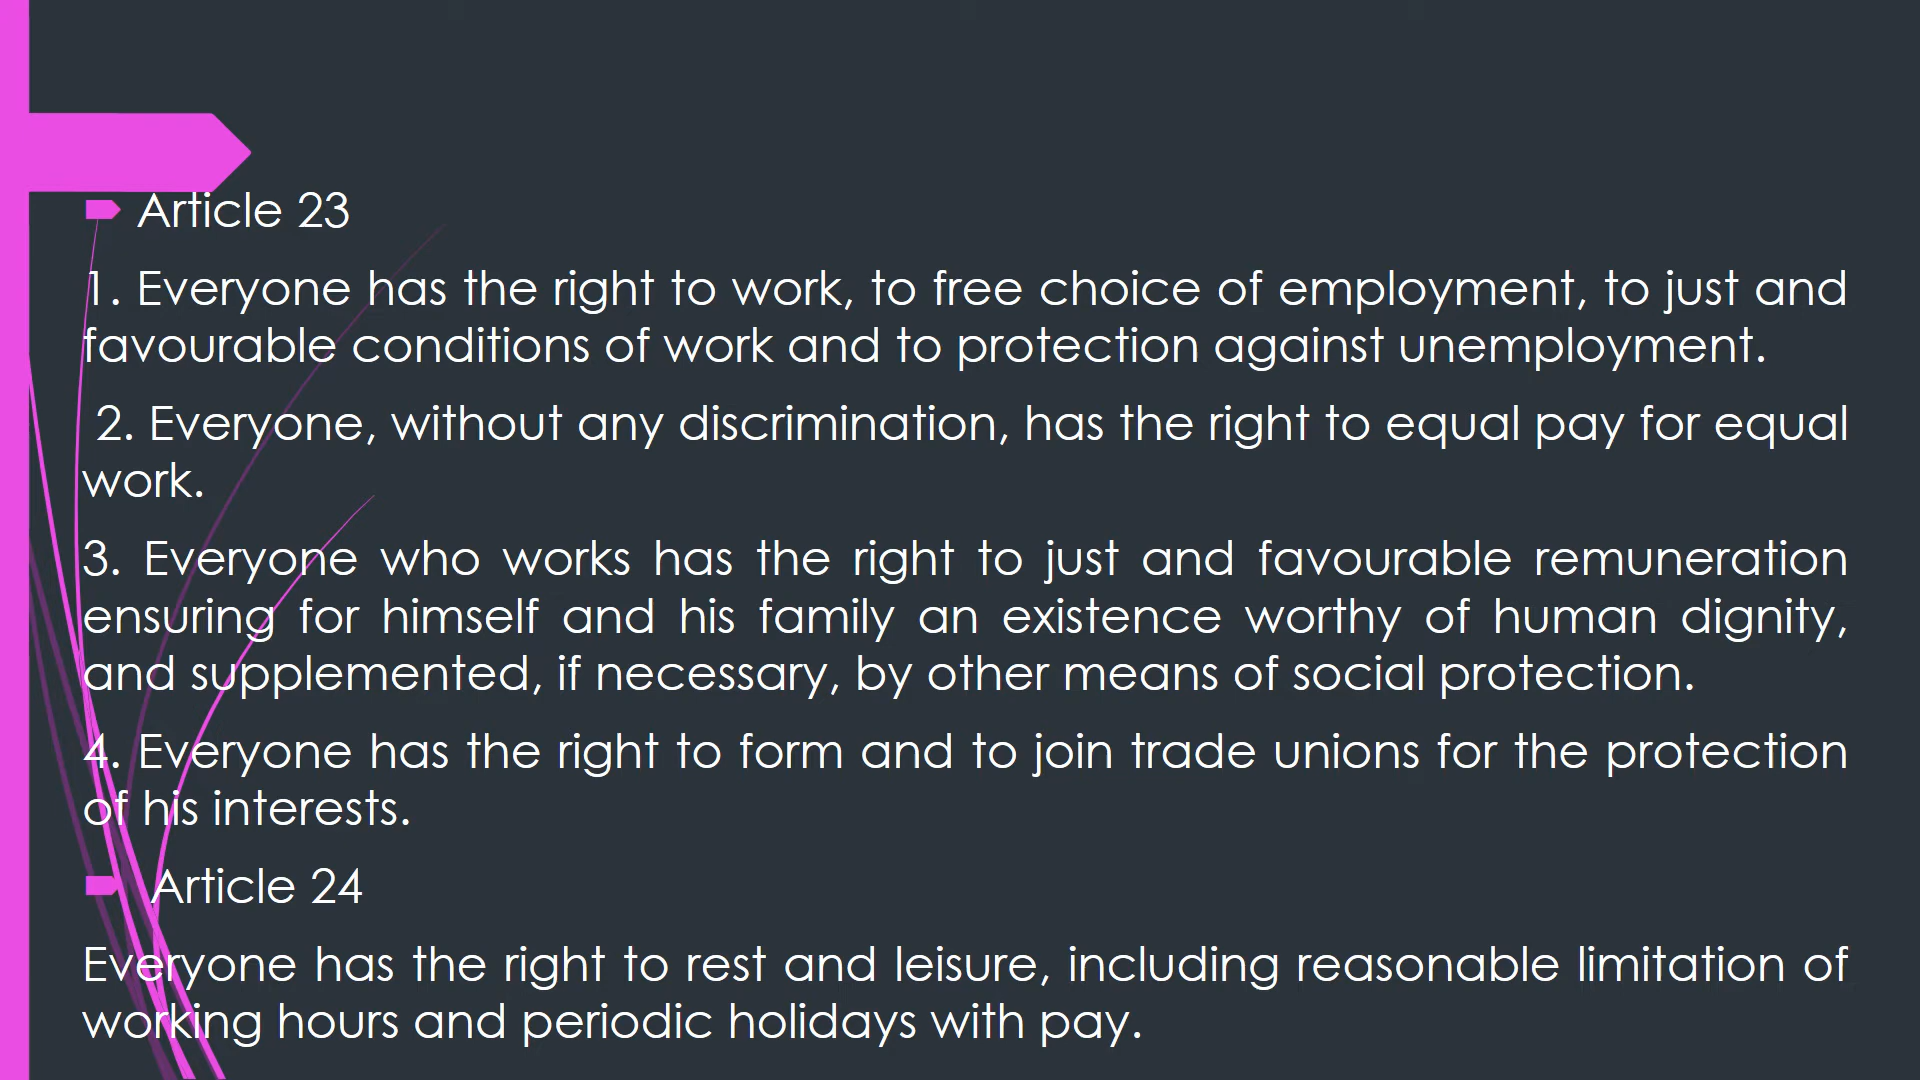 Article 23
1. Everyone has the right to work, to free choice of employment, to just and
favourable conditions of work and to protection against unemployment.
2. Everyone, without any discrimination, has the right to equal pay for equal
work.
3. Everyone who works has the right to just and favourable remuneration
ensuring for himself and his family an existence worthy of human dignity,
and supplemented, if necessary, by other means of social protection.
4. Everyone has the right to form and to join trade unions for the protection
of his interests.
Article 24
Everyone has the right to rest and leisure, including reasonable limitation of
working hours and periodic holidays with pay.